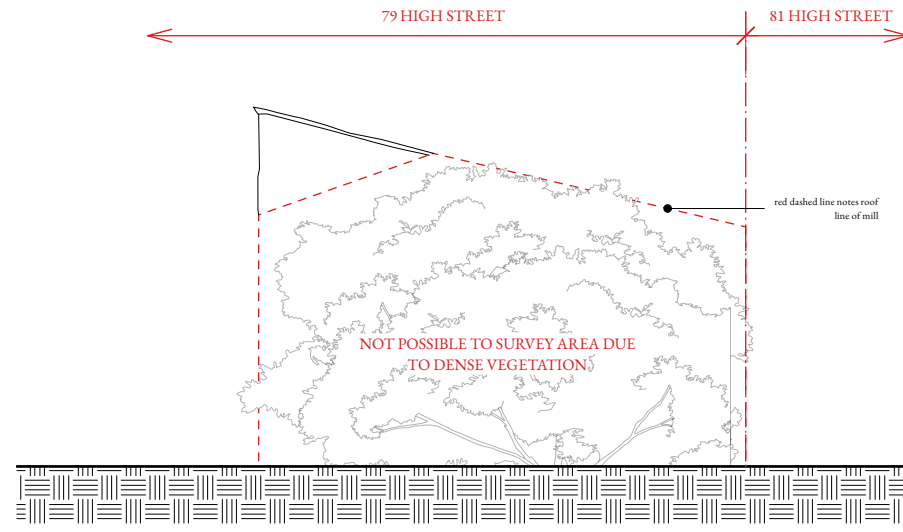 79 HIGH STREET
81 HIGH STREET
red dashed line notes roof
line of mill
NOT POSSIBLE TO SURVEY AREA DUE
TO DENSE VEGETATION